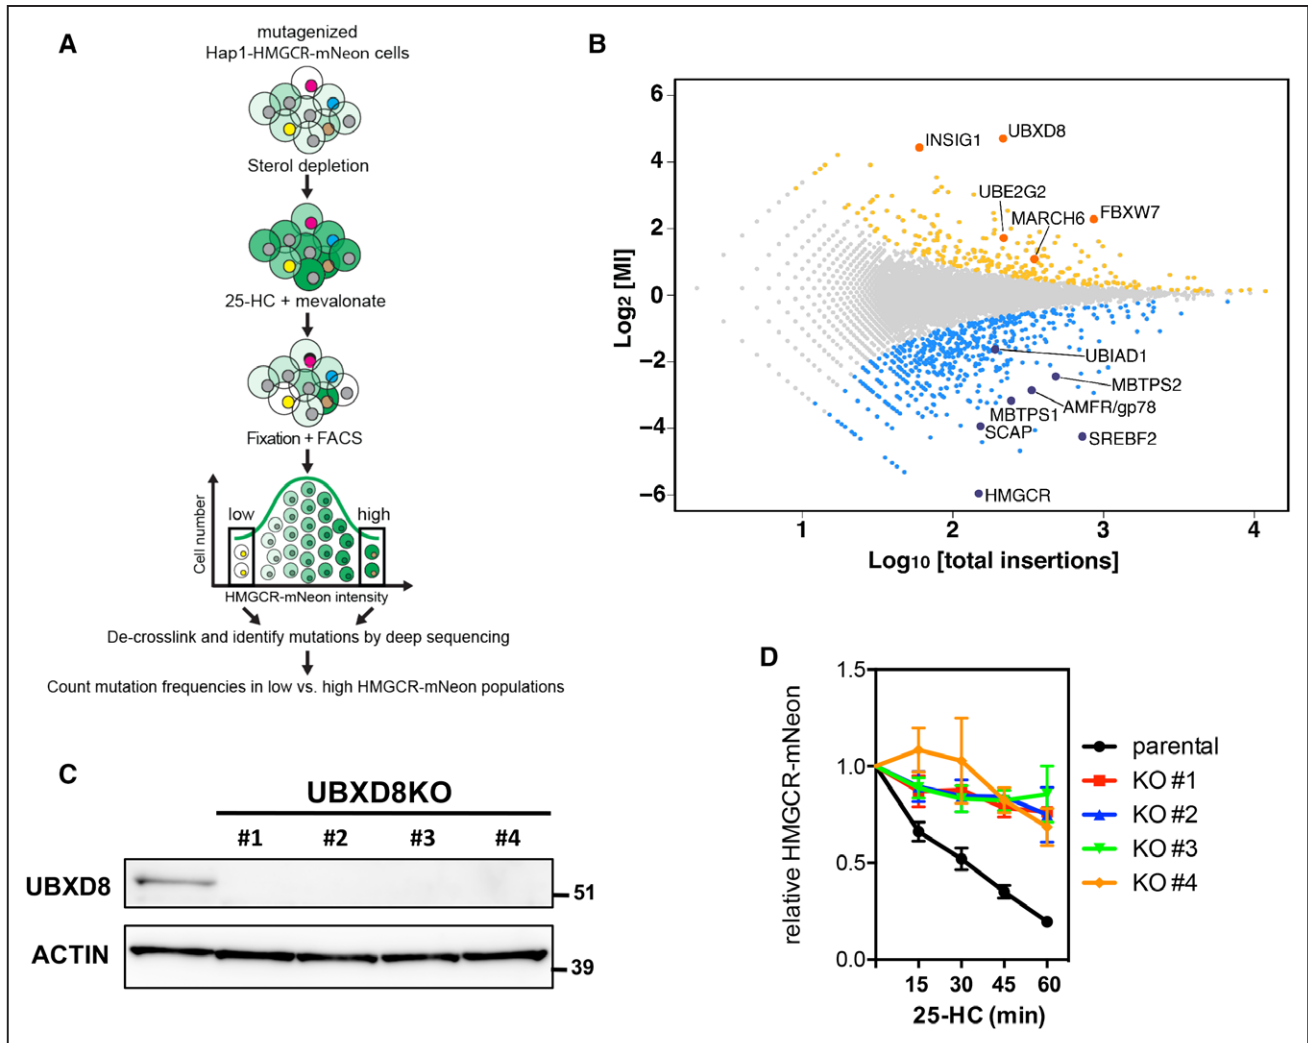 A
mutagenized
Hap1-HMGCR-mNeon cells
Sterol depletion
25-HC + mevalonate
Fixation + FACS
low
high
Cell number
HMGCR-mNeon intensity
De-crosslink and identify mutations by deep sequencing
Count mutation frequencies in low vs. high HMGCR-mNeon populations
B
6
4
2
0
−2
−4
−6
Log2 [MI]
INSIG1
UBXD8
UBE2G2
MARCH6
FBXW7
UBIAD1
MBTPS2
AMFR/gp78
MBTPS1
SCAP
SREBF2
HMGCR
1
2
3
4
Log10 [total insertions]
C
UBXD8KO
#1 #2 #3 #4
UBXD8
51
ACTIN
39
D
1.5
1.0
0.5
0.0
relative HMGCR-mNeon
15 30 45 60
25-HC (min)
parental
KO #1
KO #2
KO #3
KO #4